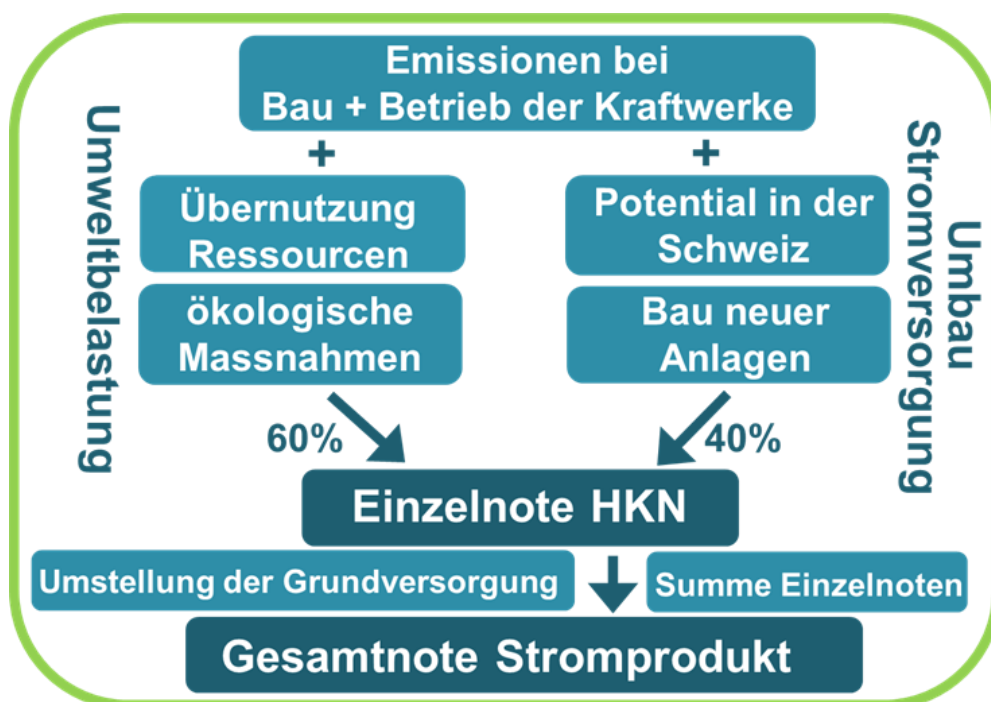 Emissionen bei
Bau + Betrieb der Kraftwerke
Umweltbelastung
+
+
Umbau
Stromversorgung
Übernutzung
Ressourcen
Potential in der
Schweiz
ökologische
Massnahmen
Bau neuer
Anlagen
60%
40%
Einzelnote HKN
Umstellung der Grundversorgung
Summe Einzelnoten
Gesamtnote Stromprodukt